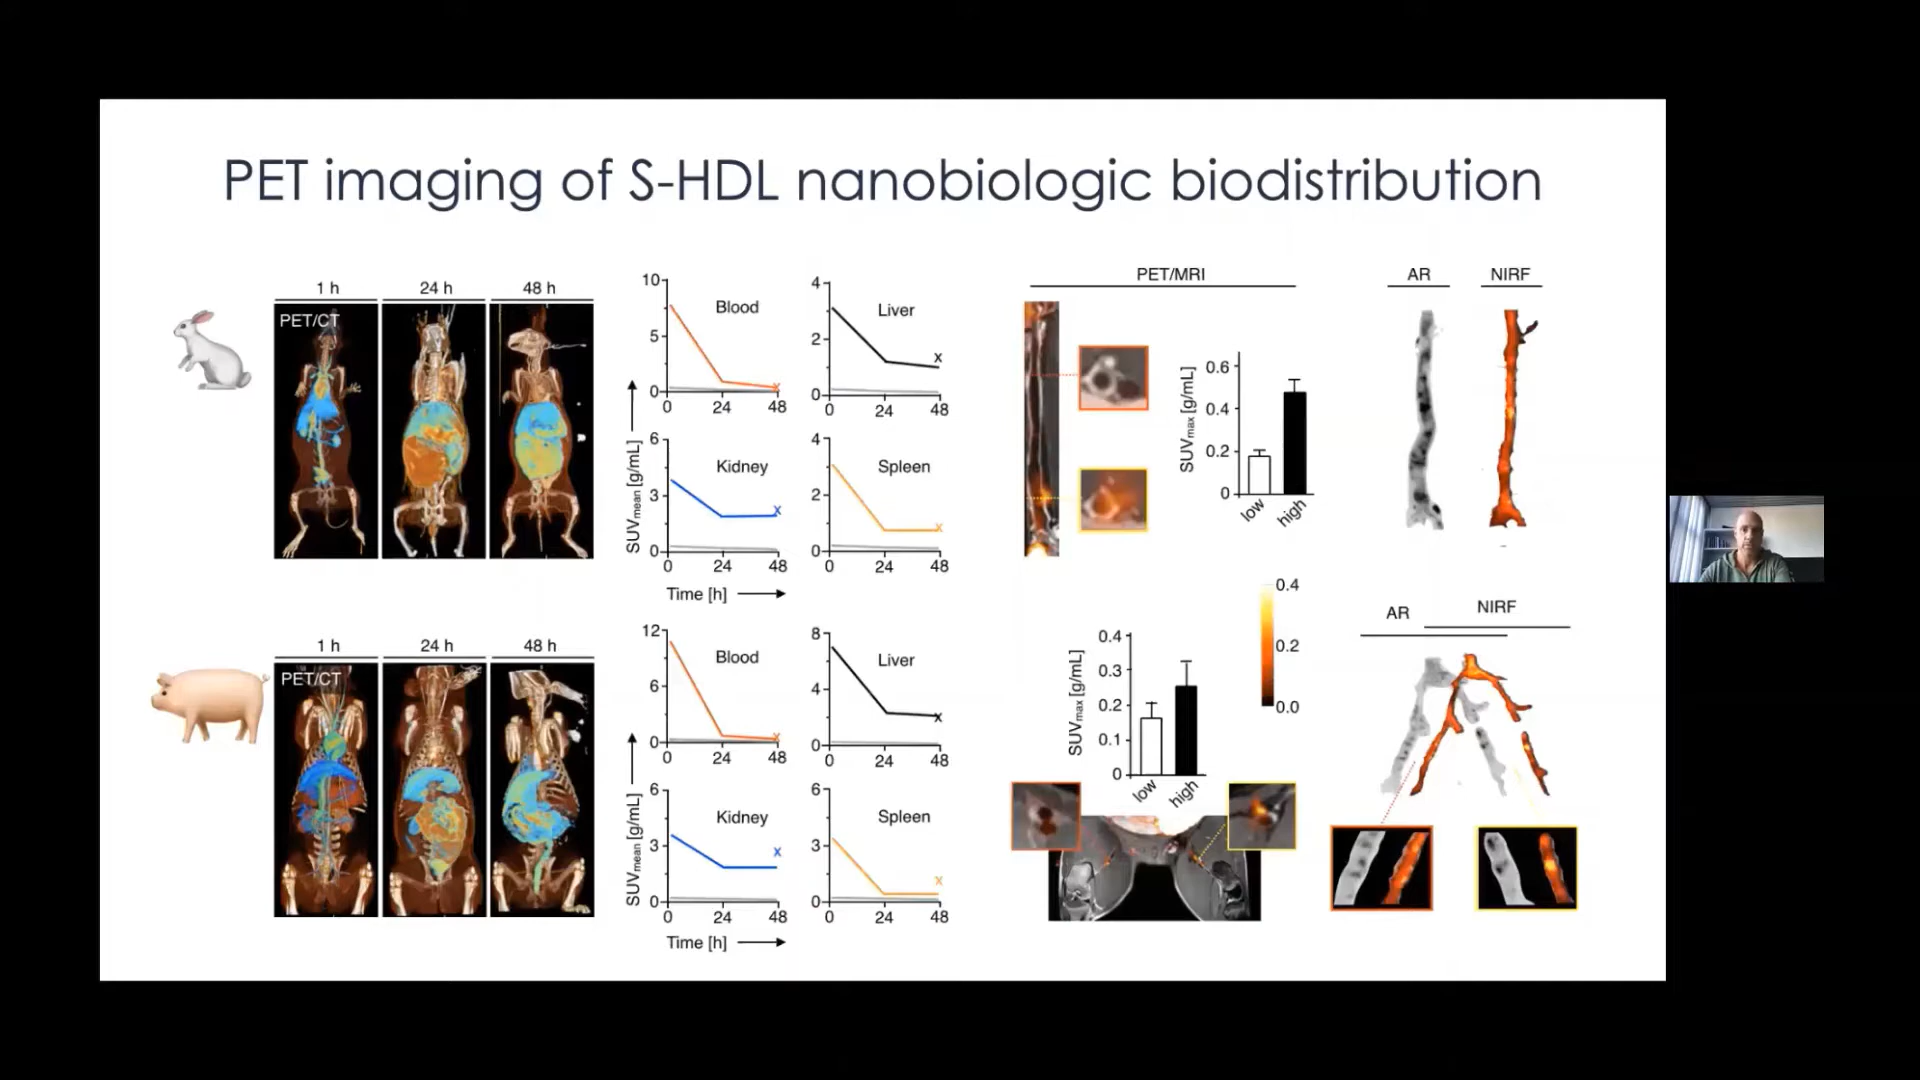 PET imaging of S-HDL nanobiologic biodistribution
1 h 24 h 48 h
PET/CT
10
5
0
Blood
0 24 48
4
2
0
Liver
0 24 48
6
3
0
Kidney
0 24 48
4
2
0
Spleen
0 24 48
SUVmean [g/mL]
Time [h]
PET/MRI
SUVmax [g/mL]
0.6
0.4
0.2
0
low high
AR NIRF
1 h 24 h 48 h
PET/CT
12
6
0
Blood
0 24 48
8
4
0
Liver
0 24 48
6
3
0
Kidney
0 24 48
6
3
0
Spleen
0 24 48
SUVmean [g/mL]
Time [h]
SUVmax [g/mL]
0.4
0.3
0.2
0.1
0
low high
0.4
0.2
0.0
AR NIRF